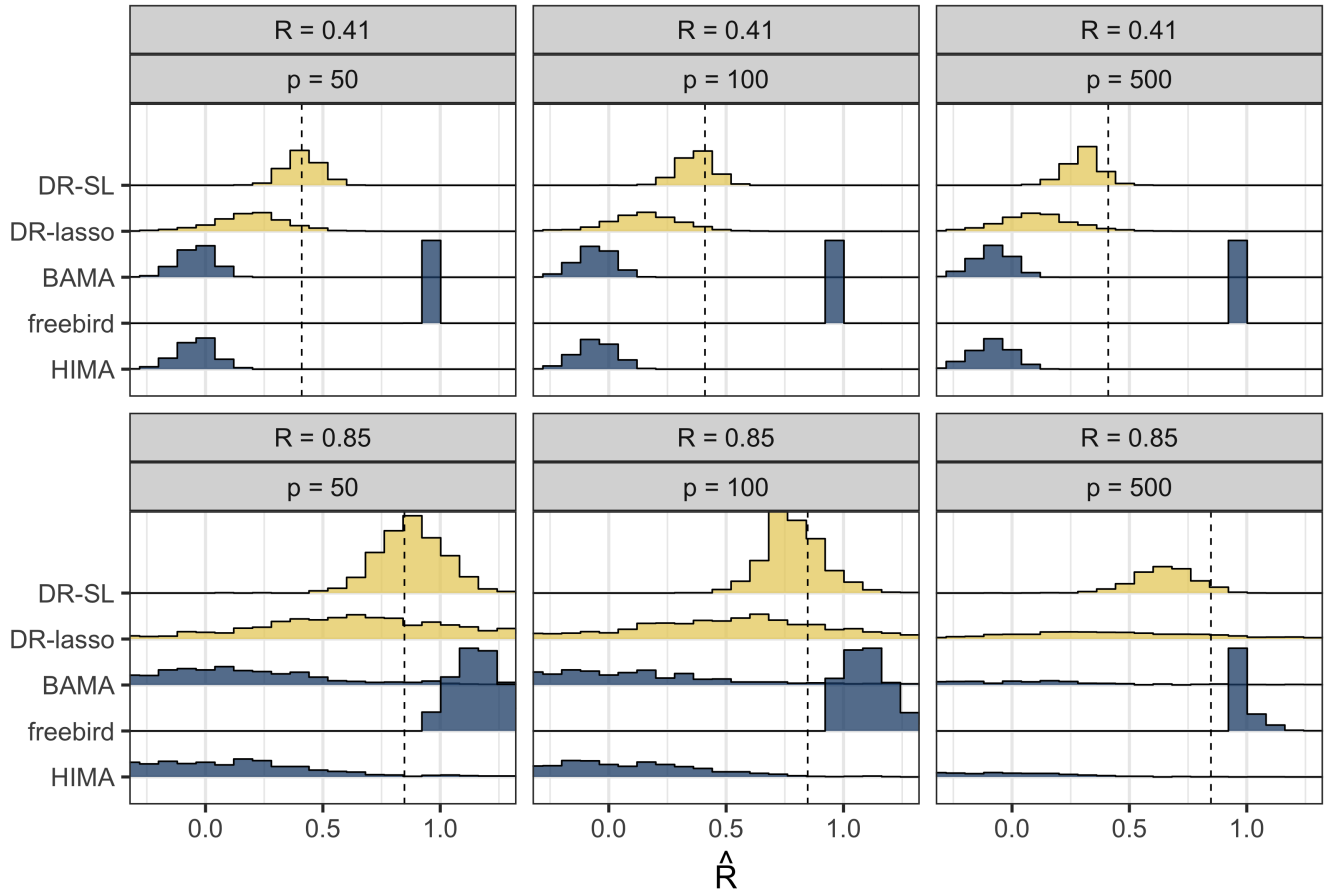 R = 0.41
R = 0.41
R = 0.41
p = 50
p = 100
p = 500
DR-SL
DR-lasso
BAMA
freebird
HIMA
R = 0.85
R = 0.85
R = 0.85
p = 50
p = 100
p = 500
DR-SL
DR-lasso
BAMA
freebird
HIMA
0.0 0.5 1.0 0.0 0.5 1.0 0.0 0.5 1.0
R̂